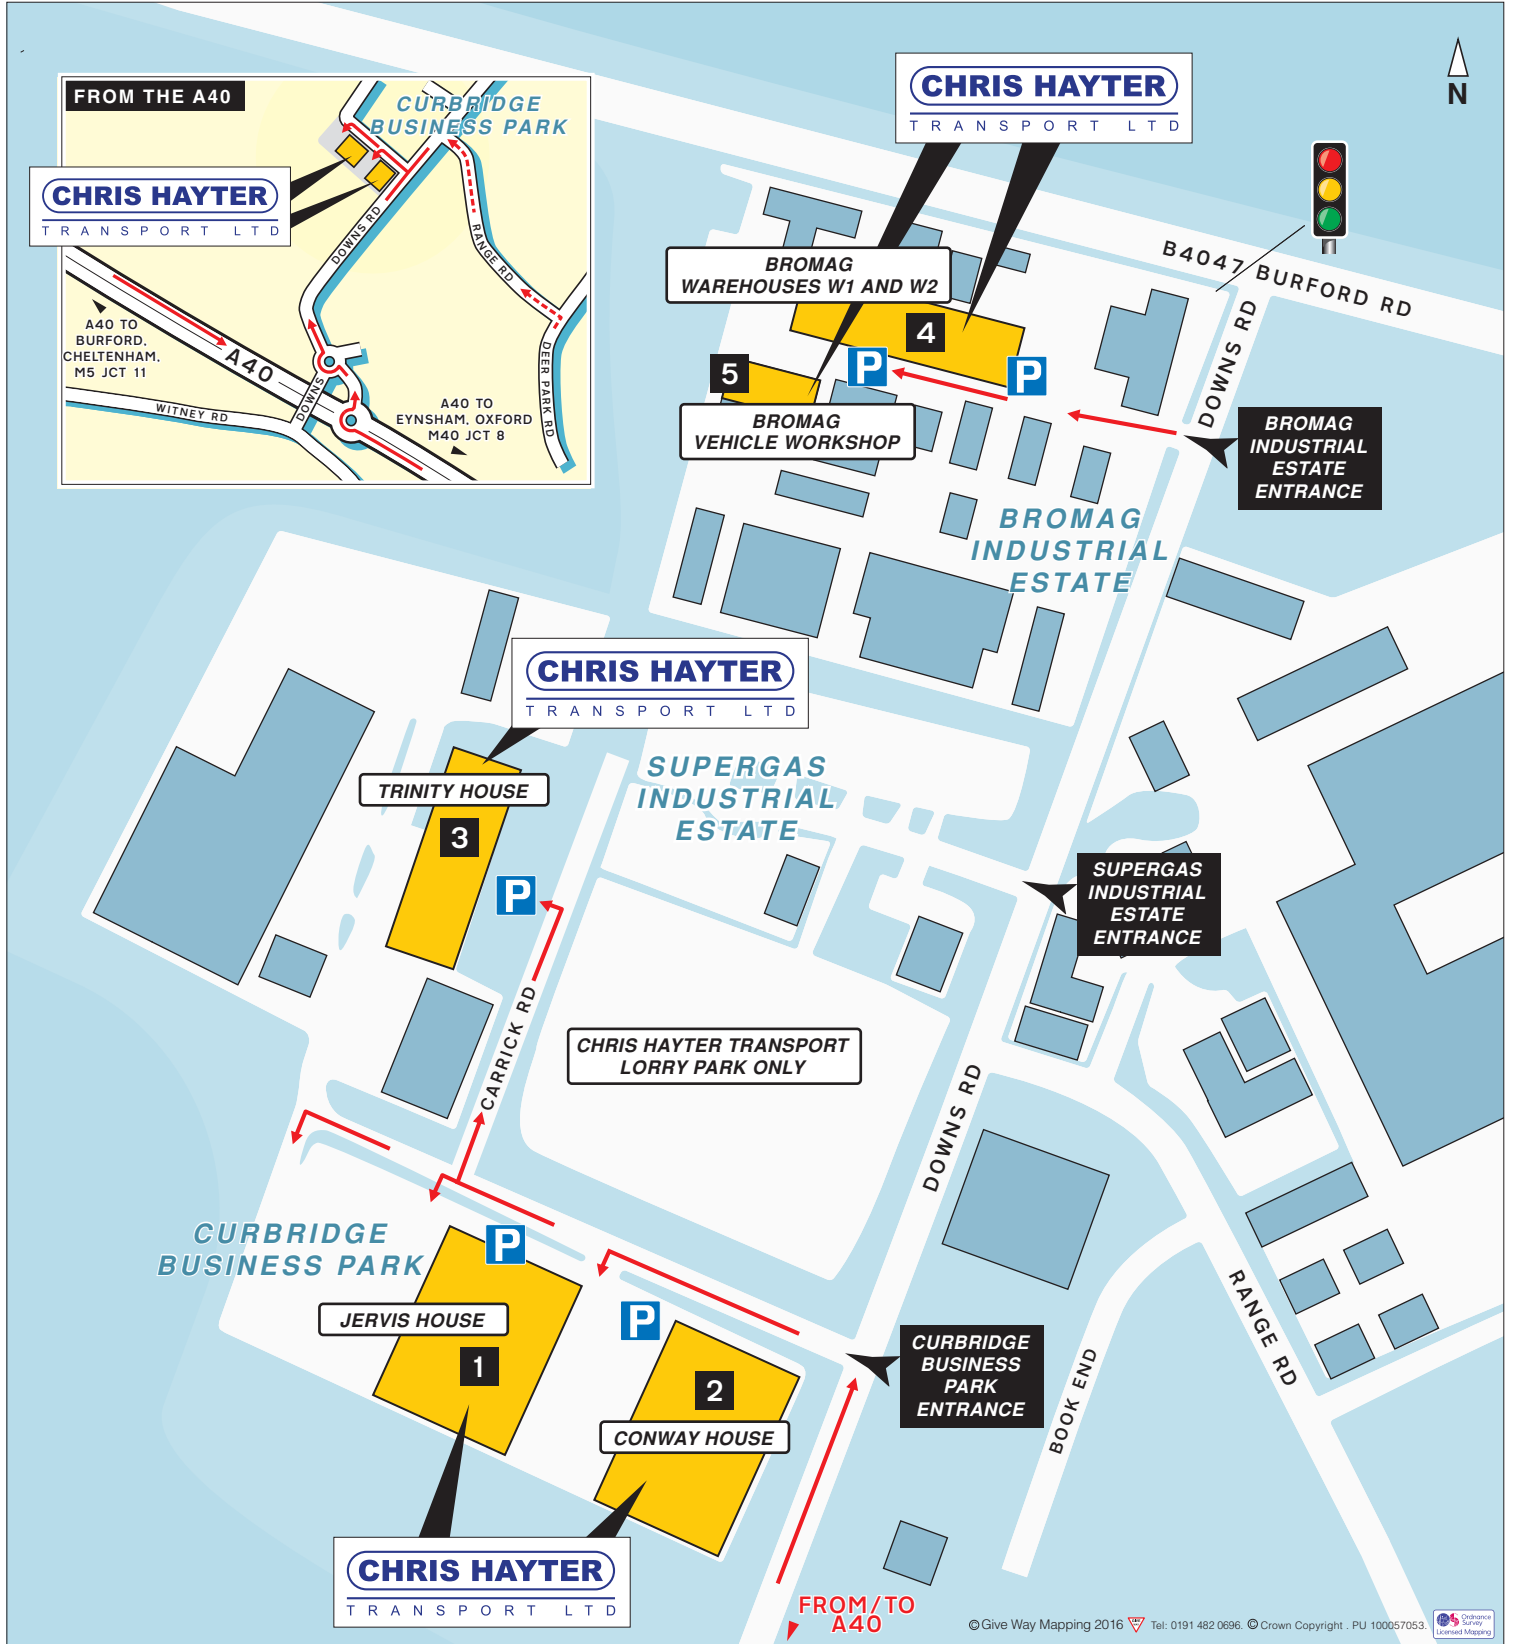 FROM THE A40
CURBRIDGE
BUSINESS PARK
CHRIS HAYTER
TRANSPORT LTD
DOWNS RD
RANGE RD
DEER PARK RD
A40 TO
BURFORD,
CHELTENHAM,
M5 JCT 11
A40
DOWNS
WITNEY RD
A40 TO
EYNSHAM, OXFORD
M40 JCT 8
CHRIS HAYTER
TRANSPORT LTD
N
B4047 BURFORD RD
DOWNS RD
BROMAG
WAREHOUSES W1 AND W2
4
P
P
5
BROMAG
VEHICLE WORKSHOP
BROMAG
INDUSTRIAL
ESTATE
ENTRANCE
BROMAG
INDUSTRIAL
ESTATE
CHRIS HAYTER
TRANSPORT LTD
TRINITY HOUSE
3
P
SUPERGAS
INDUSTRIAL
ESTATE
SUPERGAS
INDUSTRIAL
ESTATE
ENTRANCE
CARRICK RD
CHRIS HAYTER TRANSPORT
LORRY PARK ONLY
DOWNS RD
CURBRIDGE
BUSINESS PARK
P
JERVIS HOUSE
1
P
2
CONWAY HOUSE
CURBRIDGE
BUSINESS
PARK
ENTRANCE
BOOK END
RANGE RD
CHRIS HAYTER
TRANSPORT LTD
FROM/TO
A40
© Give Way Mapping 2016 Tel: 0191 482 0696. © Crown Copyright . PU 100057053.
Ordnance
Survey
Licensed Mapping